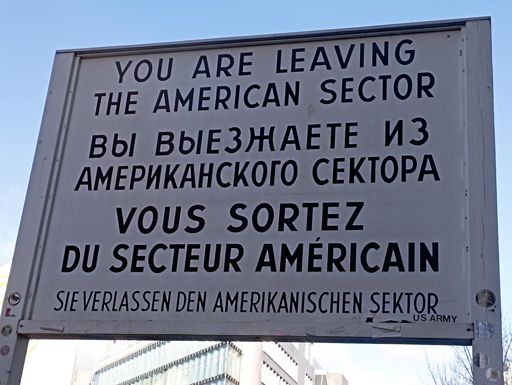 YOU ARE LEAVING
THE AMERICAN SECTOR
ВЫ ВЫЕЗЖАЕТЕ ИЗ
АМЕРИКАНСКОГО СЕКТОРА
VOUS SORTEZ
DU SECTEUR AMÉRICAIN
SIE VERLASSEN DEN AMERIKANISCHEN SEKTOR
US ARMY